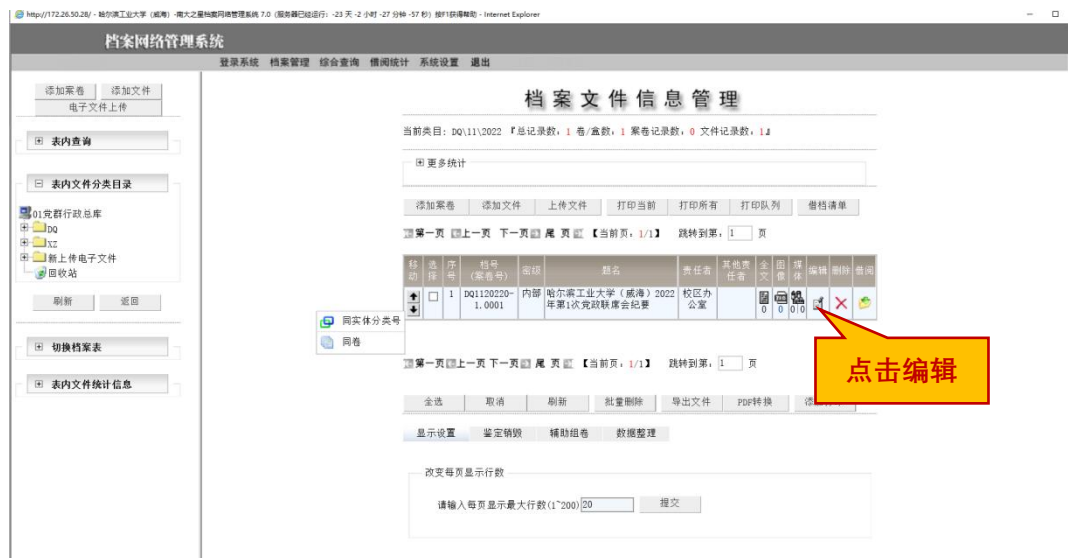 http://172.26.50.28/ - 哈尔滨工业大学（威海）-南大之星档案网络管理系统 7.0（服务器已经运行：-23 天 -2 小时 -27 分钟 -57 秒）按F1获得帮助 - Internet Explorer
档案网络管理系统
登录系统 档案管理 综合查询 借阅统计 系统设置 退出
添加案卷 添加文件
电子文件上传
表内查询
表内文件分类目录
01党群行政总库
DQ
XZ
新上传电子文件
回收站
刷新 返回
切换档案表
表内文件统计信息
档案文件信息管理
当前类目：DQ\11\2022『总记录数，1 卷/盒数，1 案卷记录数，0 文件记录数，1』
更多统计
添加案卷 添加文件 上传文件 打印当前 打印所有 打印队列 借档清单
第一页 上一页 下一页 尾 页 【当前页，1/1】 跳转到第：1 页
移动 选择 序号 档号（案卷号） 密级 题名 责任者 其他责任者 全文 图像 媒体 编辑 删除 借阅
1 DQ1120220-1.0001 内部 哈尔滨工业大学（威海）2022年第1次党政联席会纪要 校区办公室 0 0 0|0
同实体分类号
同卷
点击编辑
第一页 上一页 下一页 尾 页 【当前页，1/1】 跳转到第：1 页
全选 取消 刷新 批量删除 导出文件 PDF转换
显示设置 鉴定销毁 辅助组卷 数据整理
改变每页显示行数
请输入每页显示最大行数(1~200) 20 提交